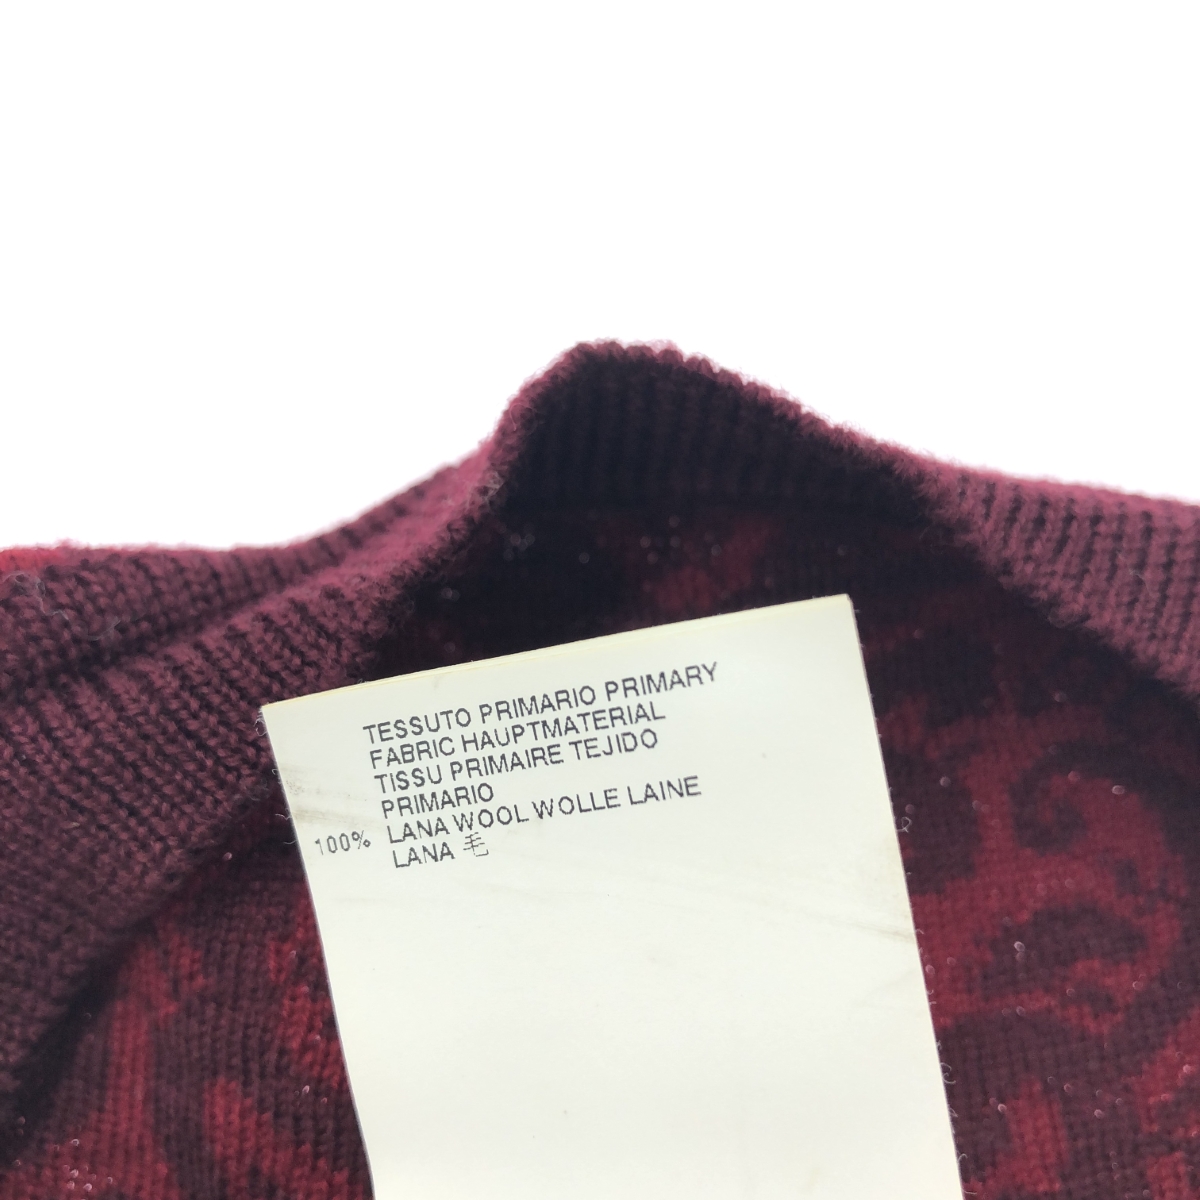 TESSUTO PRIMARIO PRIMARY
FABRIC HAUPTMATERIAL
TISSU PRIMAIRE TEJIDO
PRIMARIO
100% LANA WOOL WOLLE LAINE
LANA 毛